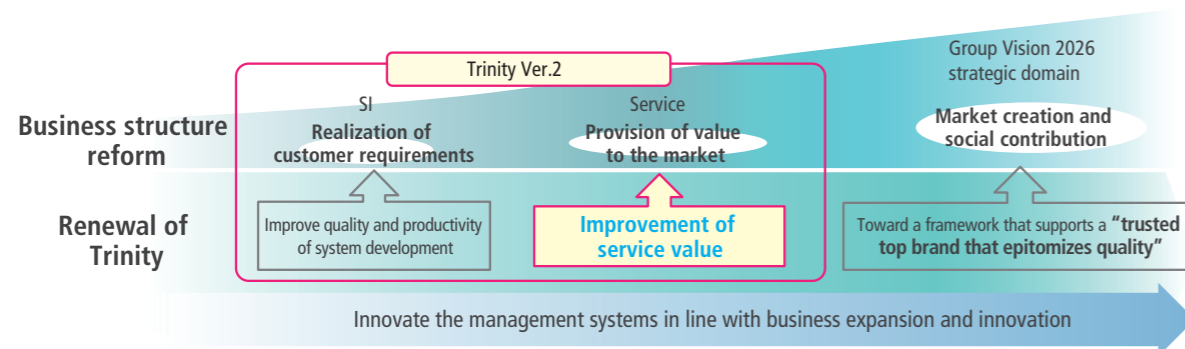 Group Vision 2026
strategic domain
Trinity Ver.2
Business structure
reform
SI
Realization of
customer requirements
Service
Provision of value
to the market
Market creation and
social contribution
Renewal of
Trinity
Improve quality and productivity
of system development
Improvement of
service value
Toward a framework that supports a “trusted
top brand that epitomizes quality”
Innovate the management systems in line with business expansion and innovation